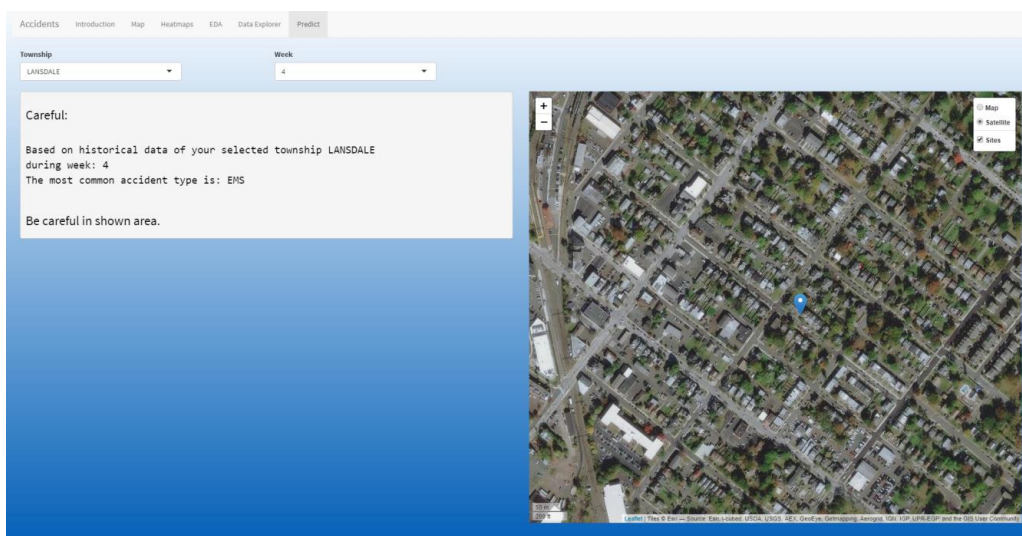 Accidents Introduction Map Heatmaps EDA Data Explorer Predict
Township Week
LANSDALE 4
Careful:
Based on historical data of your selected township LANSDALE
during week: 4
The most common accident type is: EMS
Be careful in shown area.
+
−
Map
Satellite
Sites
50 m
200 ft
Leaflet | Tiles © Esri — Source: Esri, i-cubed, USDA, USGS, AEX, GeoEye, Getmapping, Aerogrid, IGN, IGP, UPR-EGP, and the GIS User Community